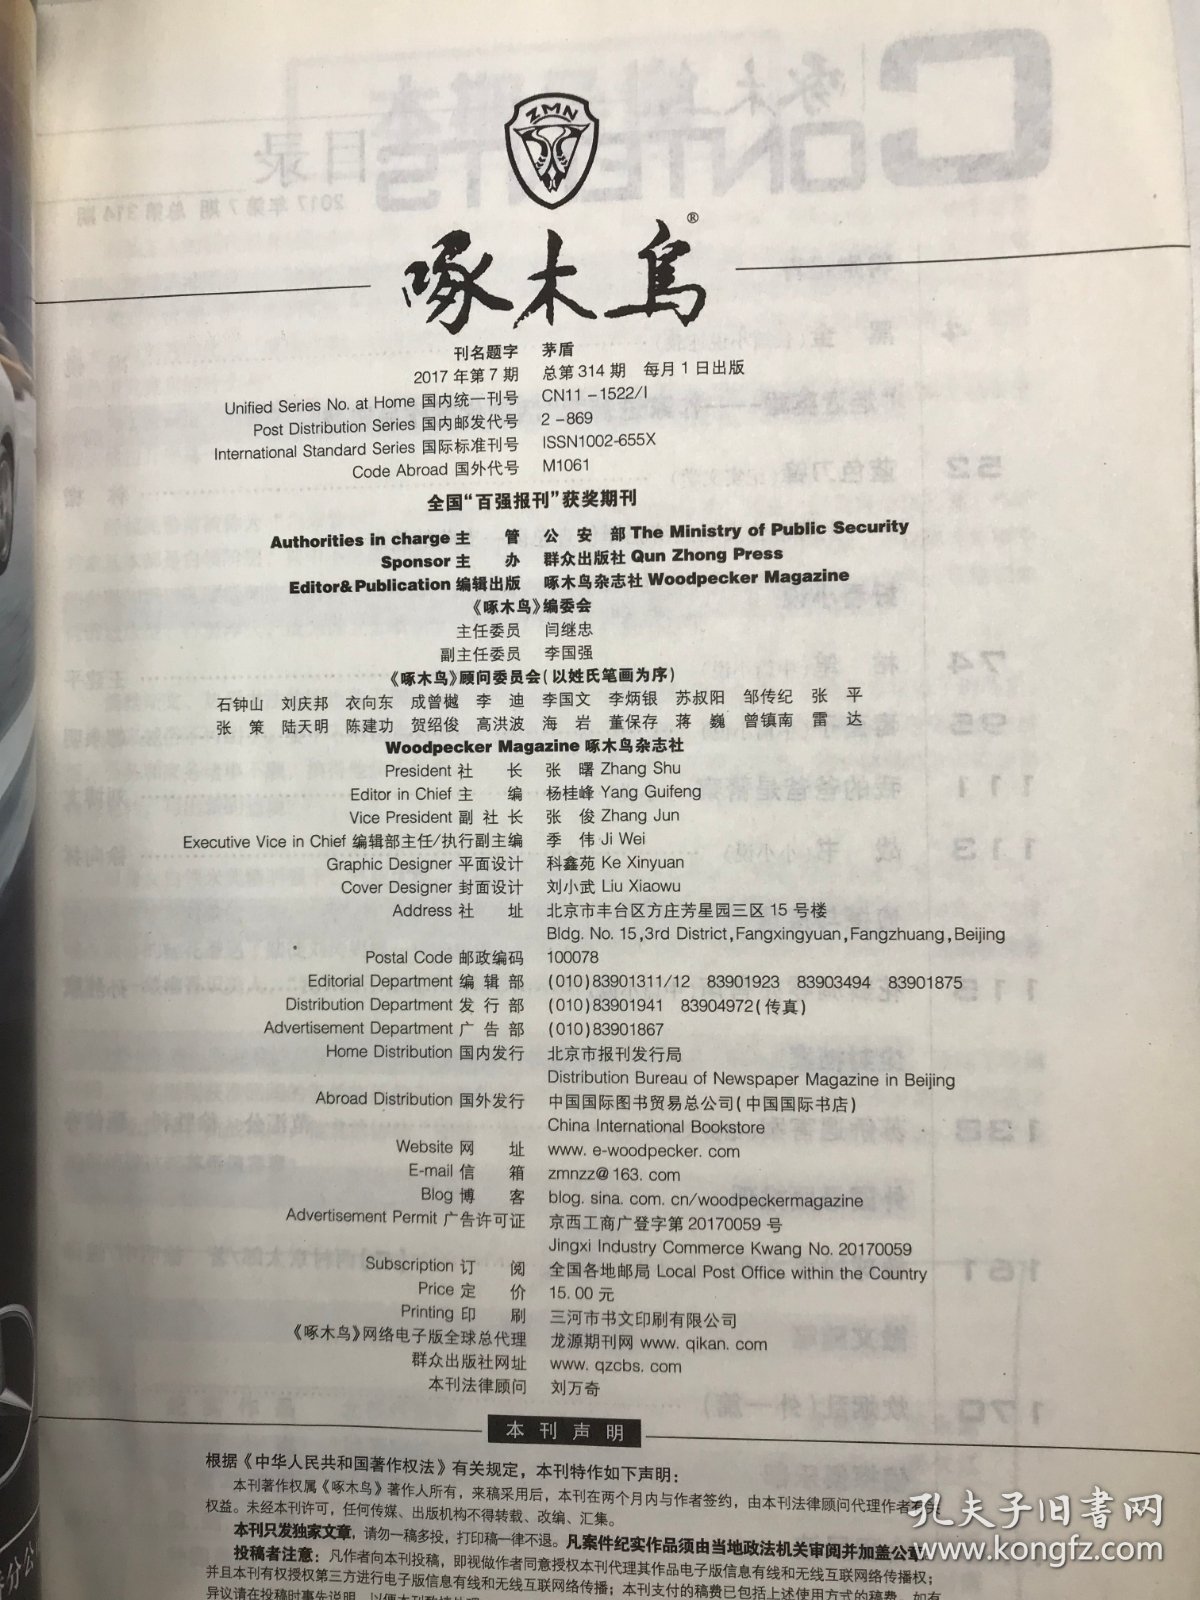 ZMN
啄木鸟®
刊名题字 茅盾
2017年第7期 总第314期 每月1日出版
Unified Series No. at Home 国内统一刊号 CN11-1522/I
Post Distribution Series 国内邮发代号 2-869
International Standard Series 国际标准刊号 ISSN1002-655X
Code Abroad 国外代号 M1061
全国“百强报刊”获奖期刊
Authorities in charge 主 管 公安部 The Ministry of Public Security
Sponsor 主 办 群众出版社 Qun Zhong Press
Editor&Publication 编辑出版 啄木鸟杂志社 Woodpecker Magazine
《啄木鸟》编委会
主任委员 闫继忠
副主任委员 李国强
《啄木鸟》顾问委员会(以姓氏笔画为序)
石钟山 刘庆邦 衣向东 成曾樾 李 迪 李国文 李炳银 苏叔阳 邹传纪 张 平
张 策 陆天明 陈建功 贺绍俊 高洪波 海 岩 董保存 蒋 巍 曾镇南 雷 达
Woodpecker Magazine 啄木鸟杂志社
President 社 长 张 曙 Zhang Shu
Editor in Chief 主 编 杨桂峰 Yang Guifeng
Vice President 副社长 张 俊 Zhang Jun
Executive Vice in Chief 编辑部主任/执行副主编 季 伟 Ji Wei
Graphic Designer 平面设计 科鑫苑 Ke Xinyuan
Cover Designer 封面设计 刘小武 Liu Xiaowu
Address 社 址 北京市丰台区方庄芳星园三区15号楼
Bldg. No. 15,3rd District,Fangxingyuan,Fangzhuang,Beijing
Postal Code 邮政编码 100078
Editorial Department 编辑部 (010)83901311/12 83901923 83903494 83901875
Distribution Department 发行部 (010)83901941 83904972(传真)
Advertisement Department 广告部 (010)83901867
Home Distribution 国内发行 北京市报刊发行局
Distribution Bureau of Newspaper Magazine in Beijing
Abroad Distribution 国外发行 中国国际图书贸易总公司(中国国际书店)
China International Bookstore
Website 网 址 www. e-woodpecker. com
E-mail 信 箱 zmnzz@163. com
Blog 博 客 blog. sina. com. cn/woodpeckermagazine
Advertisement Permit 广告许可证 京西工商广登字第20170059号
Jingxi Industry Commerce Kwang No. 20170059
Subscription 订 阅 全国各地邮局 Local Post Office within the Country
Price 定 价 15.00元
Printing 印 刷 三河市书文印刷有限公司
《啄木鸟》网络电子版全球总代理 龙源期刊网 www. qikan. com
群众出版社网址 www. qzcbs. com
本刊法律顾问 刘万奇
本刊声明
根据《中华人民共和国著作权法》有关规定，本刊特作如下声明：
本刊著作权属《啄木鸟》著作人所有，来稿采用后，本刊在两个月内与作者签约，由本刊法律顾问代理作者有关
权益。未经本刊许可，任何传媒、出版机构不得转载、改编、汇集。
本刊只发独家文章，请勿一稿多投，打印稿一律不退。凡案件纪实作品须由当地政法机关审阅并加盖公章。
投稿者注意：凡作者向本刊投稿，即视做作者同意授权本刊代理其作品电子版信息有线和无线互联网络传播权；
并且本刊有权授权第三方进行电子版信息有线和无线互联网络传播；本刊支付的稿费已包括上述使用方式的稿费。如有
异议请在投稿时事先说明
孔夫子旧书网
www.kongfz.com